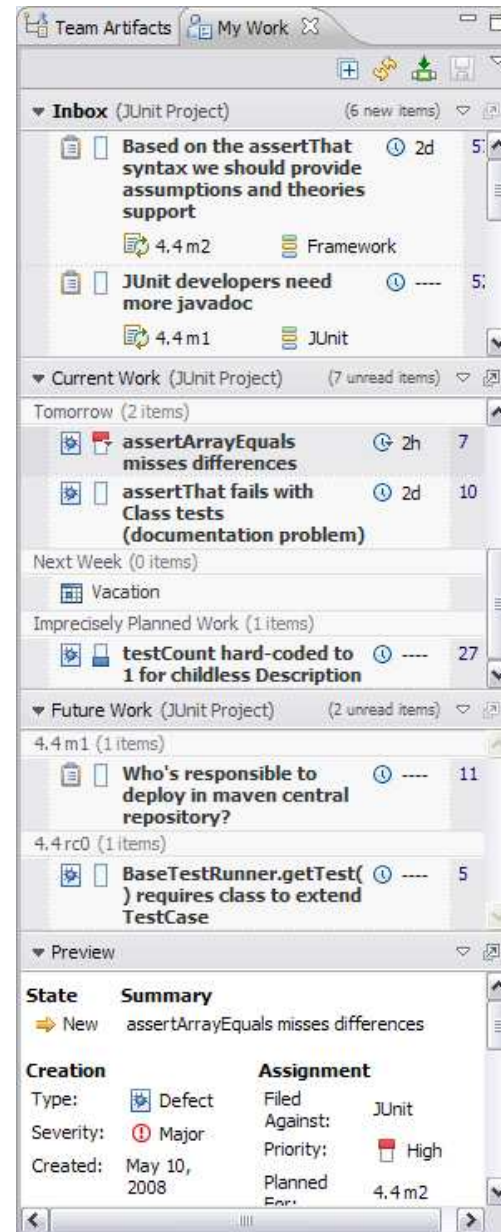 Team Artifacts My Work
Inbox (JUnit Project) (6 new items)
Based on the assertThat 2d
syntax we should provide
assumptions and theories
support
4.4 m2 Framework
JUnit developers need ----
more javadoc
4.4 m1 JUnit
Current Work (JUnit Project) (7 unread items)
Tomorrow (2 items)
assertArrayEquals 2h 7
misses differences
assertThat fails with 2d 10
Class tests
(documentation problem)
Next Week (0 items)
Vacation
Imprecisely Planned Work (1 items)
testCount hard-coded to ---- 27
1 for childless Description
Future Work (JUnit Project) (2 unread items)
4.4 m1 (1 items)
Who's responsible to ---- 11
deploy in maven central
repository?
4.4 rc0 (1 items)
BaseTestRunner.getTest( ---- 5
) requires class to extend
TestCase
Preview
State Summary
New assertArrayEquals misses differences
Creation Assignment
Type: Defect Filed
Against: JUnit
Severity: Major
Priority: High
Created: May 10,
2008
Planned
For: 4.4 m2